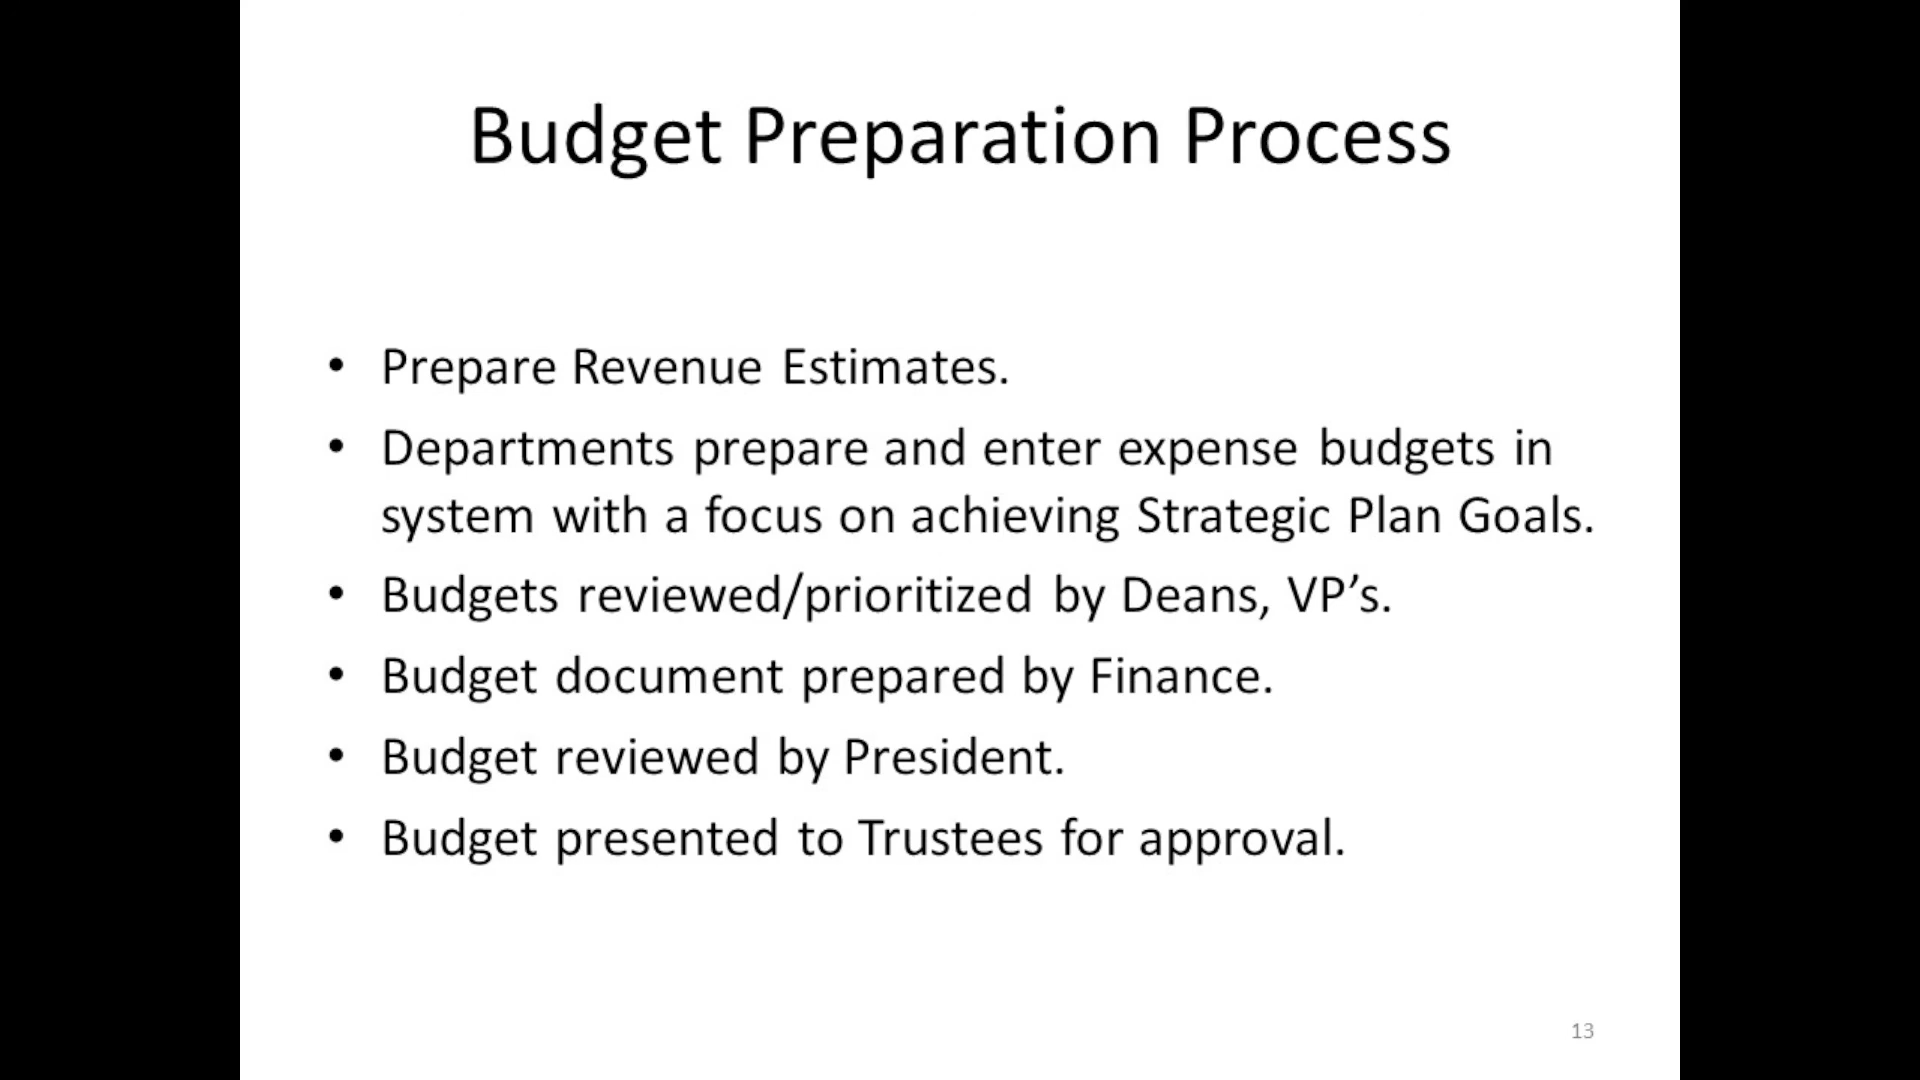 Budget Preparation Process
• Prepare Revenue Estimates.
• Departments prepare and enter expense budgets in
system with a focus on achieving Strategic Plan Goals.
• Budgets reviewed/prioritized by Deans, VP’s.
• Budget document prepared by Finance.
• Budget reviewed by President.
• Budget presented to Trustees for approval.
13